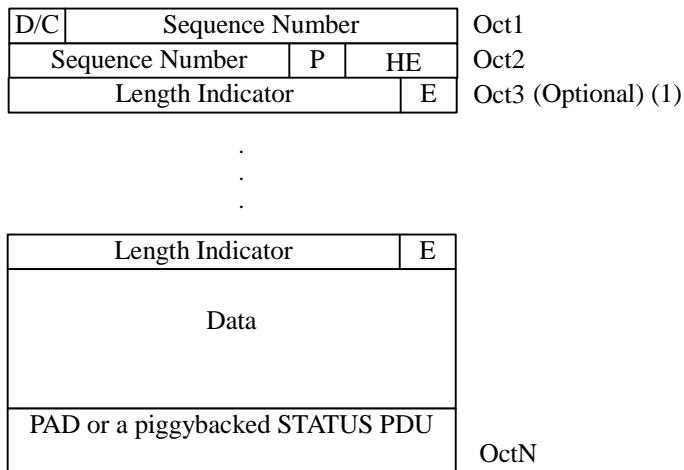 D/C Sequence Number Oct1
Sequence Number P HE Oct2
Length Indicator E Oct3 (Optional) (1)
.
.
.
Length Indicator E
Data
PAD or a piggybacked STATUS PDU
OctN